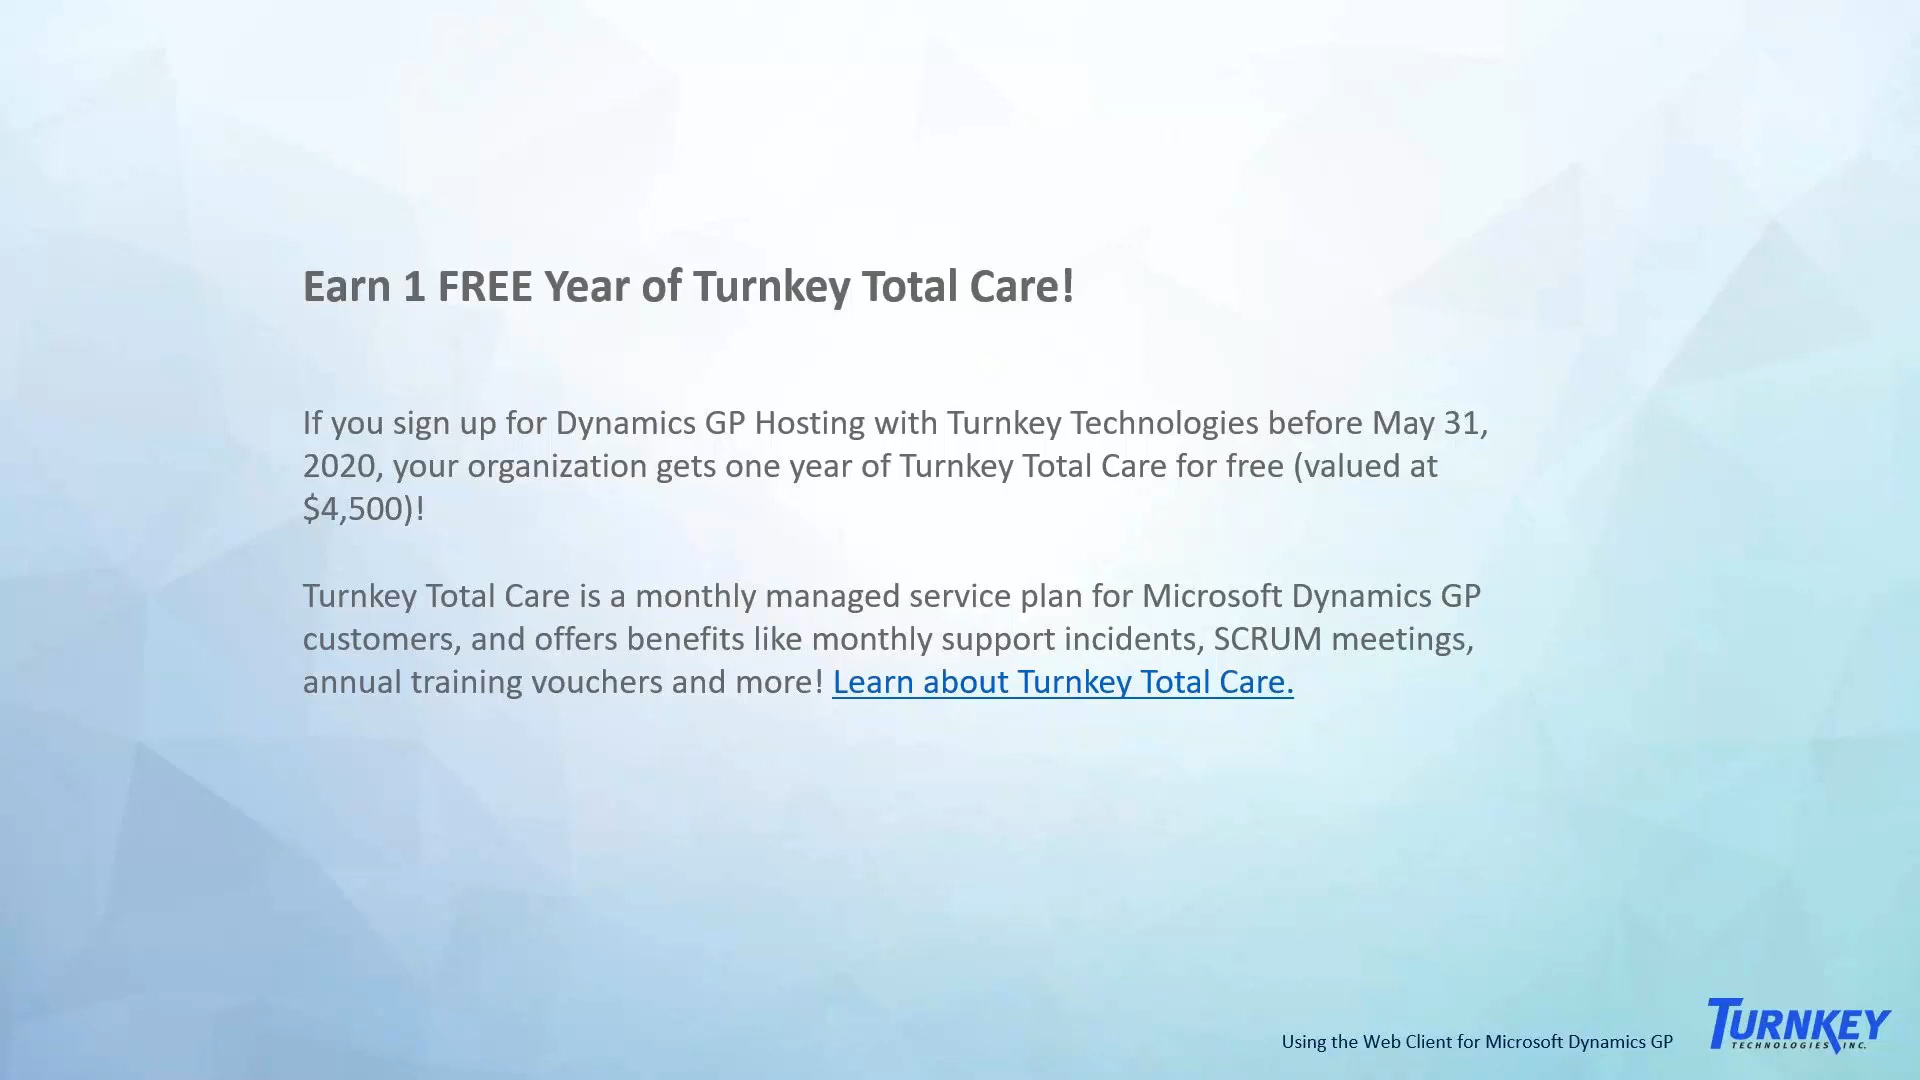 Earn 1 FREE Year of Turnkey Total Care!
If you sign up for Dynamics GP Hosting with Turnkey Technologies before May 31,
2020, your organization gets one year of Turnkey Total Care for free (valued at
$4,500)!
Turnkey Total Care is a monthly managed service plan for Microsoft Dynamics GP
customers, and offers benefits like monthly support incidents, SCRUM meetings,
annual training vouchers and more! Learn about Turnkey Total Care.
Using the Web Client for Microsoft Dynamics GP
TURNKEY
TECHNOLOGIES, INC.